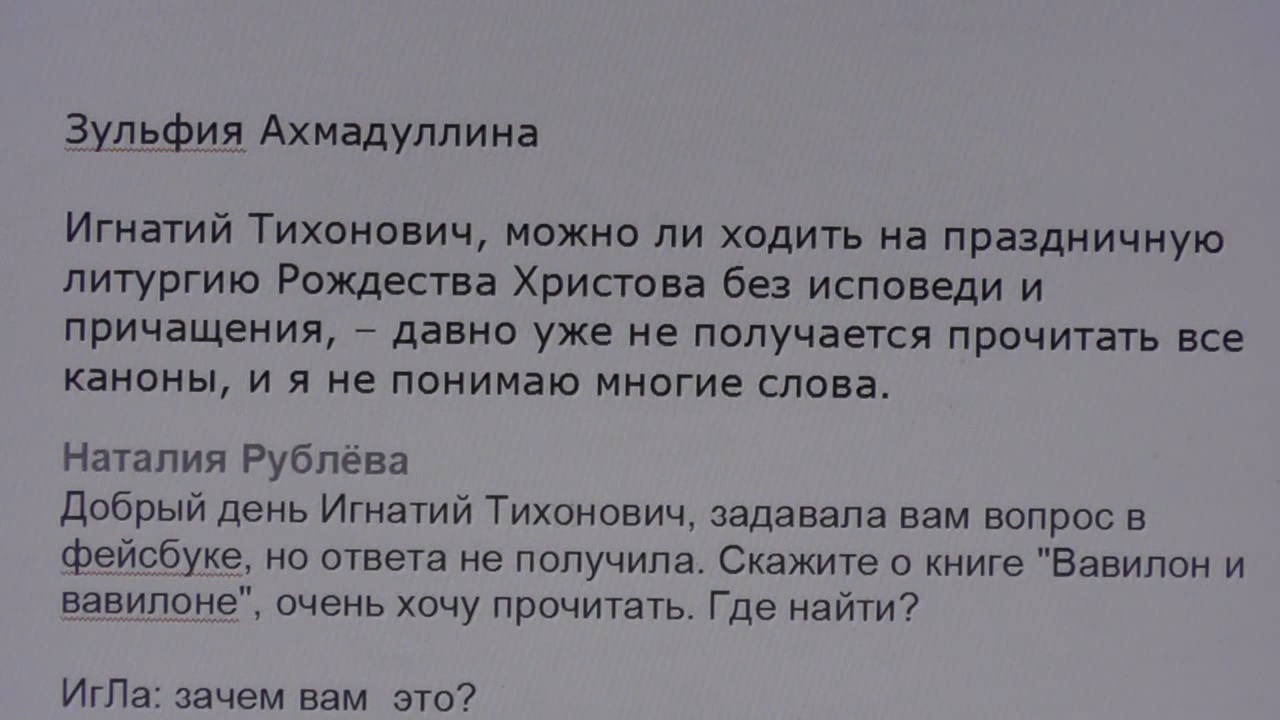 Зульфия Ахмадуллина
Игнатий Тихонович, можно ли ходить на праздничную
литургию Рождества Христова без исповеди и
причащения, – давно уже не получается прочитать все
каноны, и я не понимаю многие слова.
Наталия Рублёва
Добрый день Игнатий Тихонович, задавала вам вопрос в
фейсбуке, но ответа не получила. Скажите о книге "Вавилон и
вавилоне", очень хочу прочитать. Где найти?
ИгЛа: зачем вам  это?